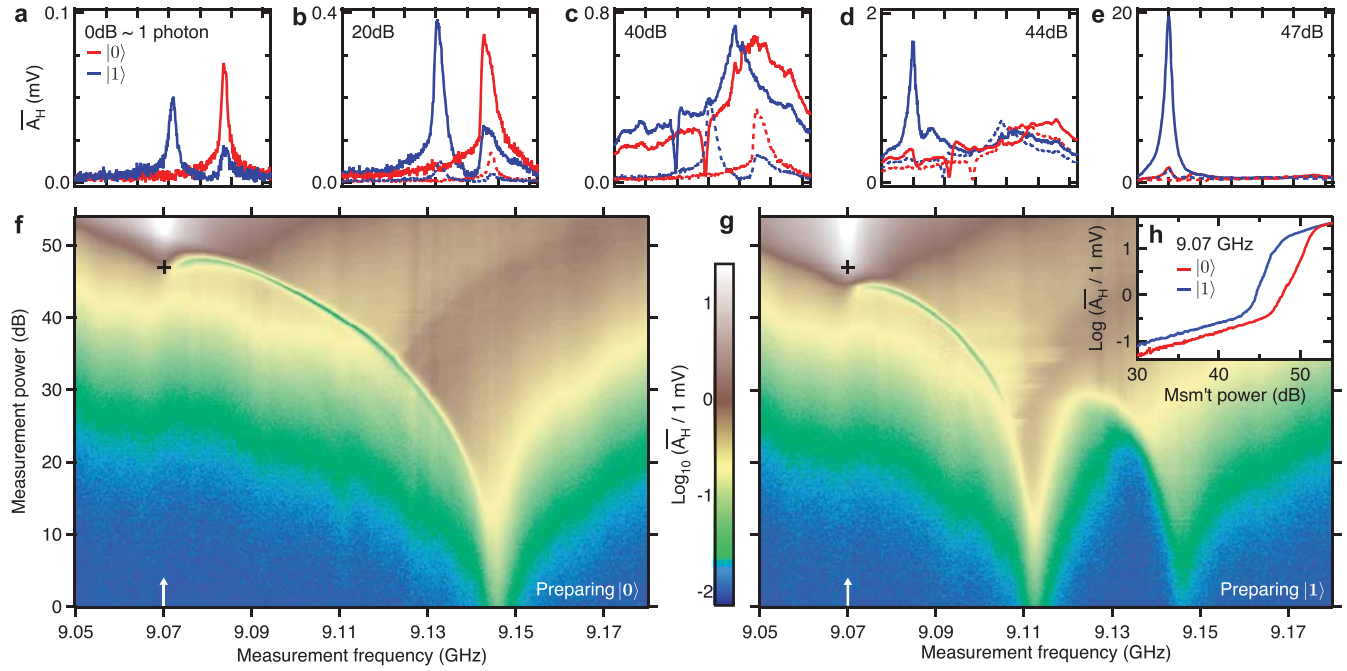 a
0.1
0dB ~ 1 photon
|0⟩
|1⟩
0.0
A_H (mV)
b
0.4
20dB
0.0
c
0.8
40dB
0.0
d
2
44dB
0
e
20
47dB
0
f
50
40
30
20
10
0
Measurement power (dB)
Preparing |0⟩
9.05
9.07
9.09
9.11
9.13
9.15
9.17
Measurement frequency (GHz)
1
0
-1
-2
Log10 (A_H / 1 mV)
g
Preparing |1⟩
9.05
9.07
9.09
9.11
9.13
9.15
9.17
Measurement frequency (GHz)
h
9.07 GHz
|0⟩
|1⟩
1
0
-1
Log (A_H / 1 mV)
30
40
50
Msm't power (dB)